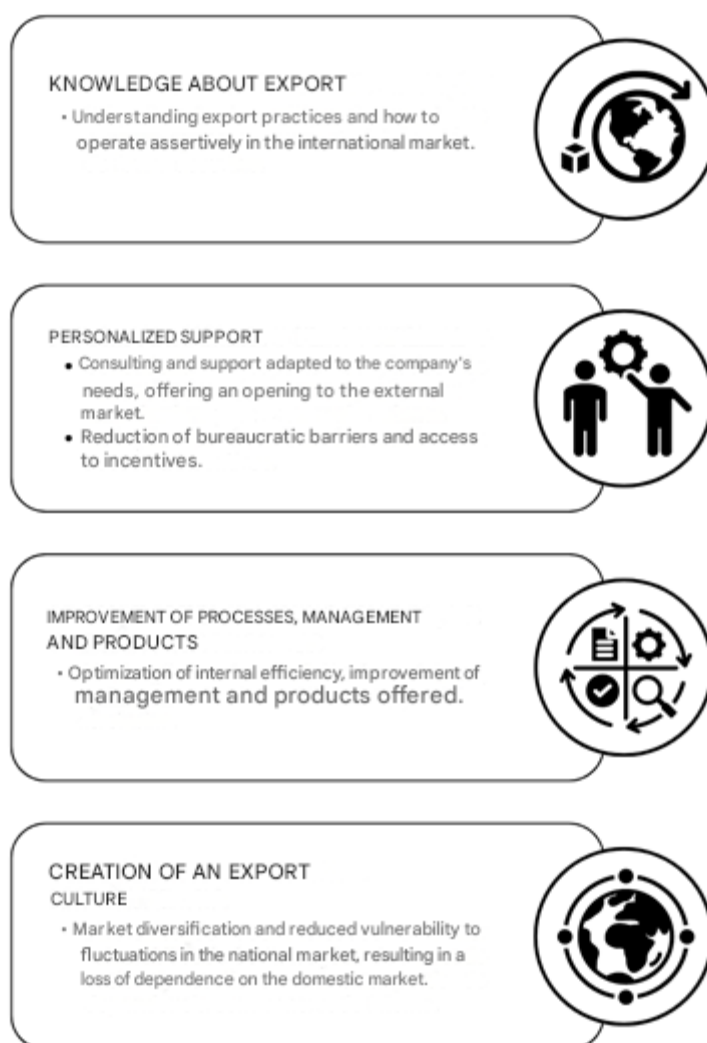 KNOWLEDGE ABOUT EXPORT
• Understanding export practices and how to
operate assertively in the international market.
PERSONALIZED SUPPORT
• Consulting and support adapted to the company's
needs, offering an opening to the external
market.
• Reduction of bureaucratic barriers and access
to incentives.
IMPROVEMENT OF PROCESSES, MANAGEMENT
AND PRODUCTS
• Optimization of internal efficiency, improvement of
management and products offered.
CREATION OF AN EXPORT
CULTURE
• Market diversification and reduced vulnerability to
fluctuations in the national market, resulting in a
loss of dependence on the domestic market.